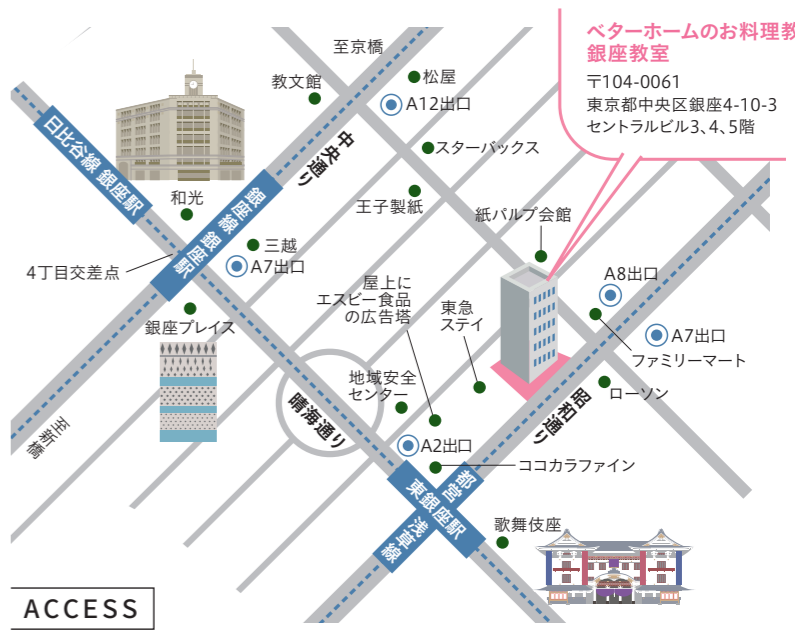 至京橋
松屋
教文館
A12出口
中央通り
スターバックス
王子製紙
紙パルプ会館
ベターホームのお料理教
銀座教室
〒104-0061
東京都中央区銀座4-10-3
セントラルビル3、4、5階
日比谷線 銀座駅
和光
銀座線 銀座駅
三越
A7出口
4丁目交差点
銀座プレイス
屋上に
エスビー食品
の広告塔
東急
ステイ
A8出口
A7出口
ファミリーマート
ローソン
地域安全
センター
晴海通り
昭和通り
至新橋
A2出口
ココカラファイン
都営
浅草線
東銀座駅
歌舞伎座
ACCESS